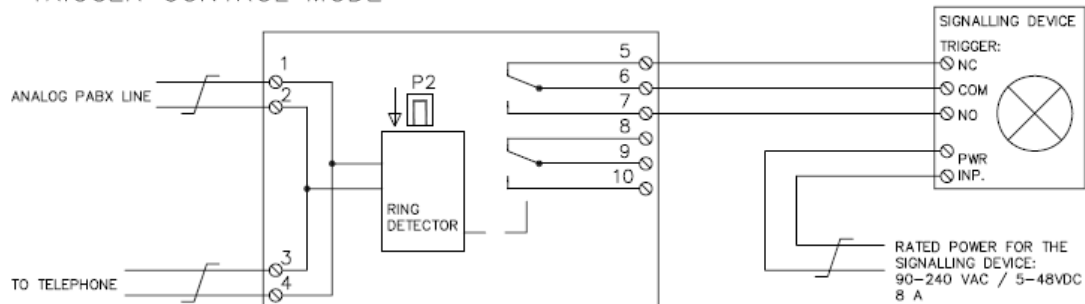 TRIGGER CONTROL MODE
SIGNALLING DEVICE
TRIGGER:
NC
COM
NO
PWR
INP.
1
2
3
4
5
6
7
8
9
10
P2
ANALOG PABX LINE
RING
DETECTOR
TO TELEPHONE
RATED POWER FOR THE
SIGNALLING DEVICE:
90-240 VAC / 5-48VDC
8 A